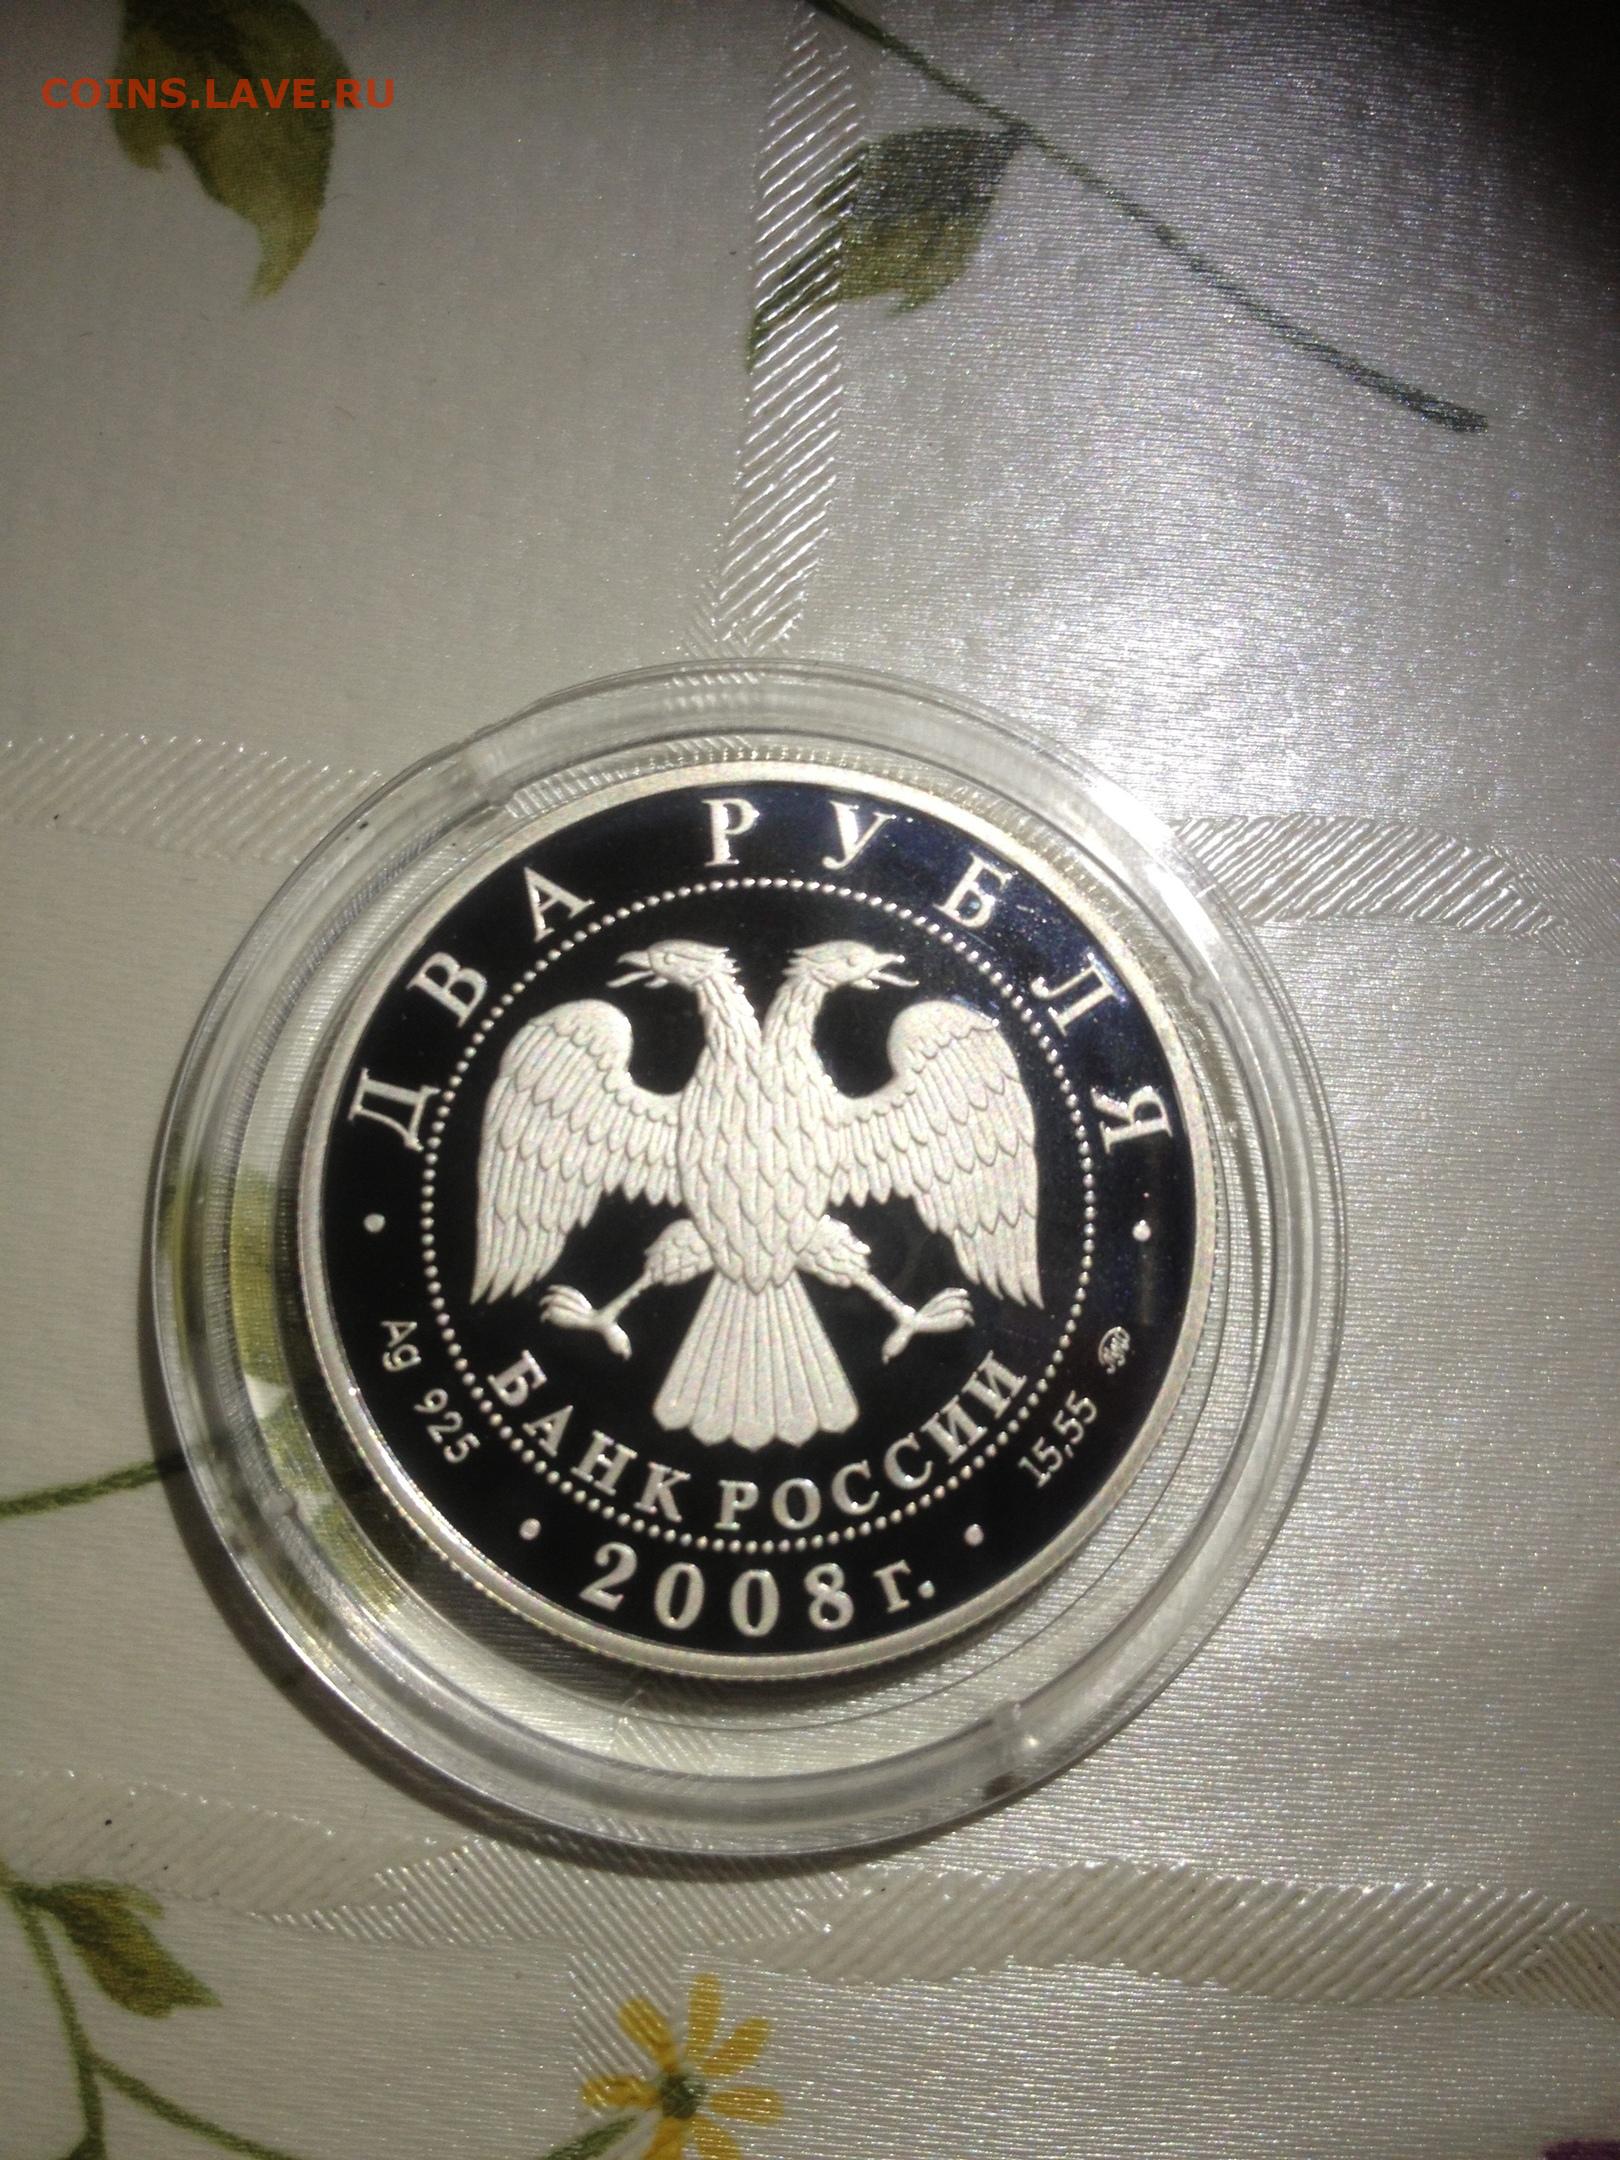 COINS.LAVE.RU
ДВА РУБЛЯ
БАНК РОССИИ
Ag 925
15,55
2008 г.